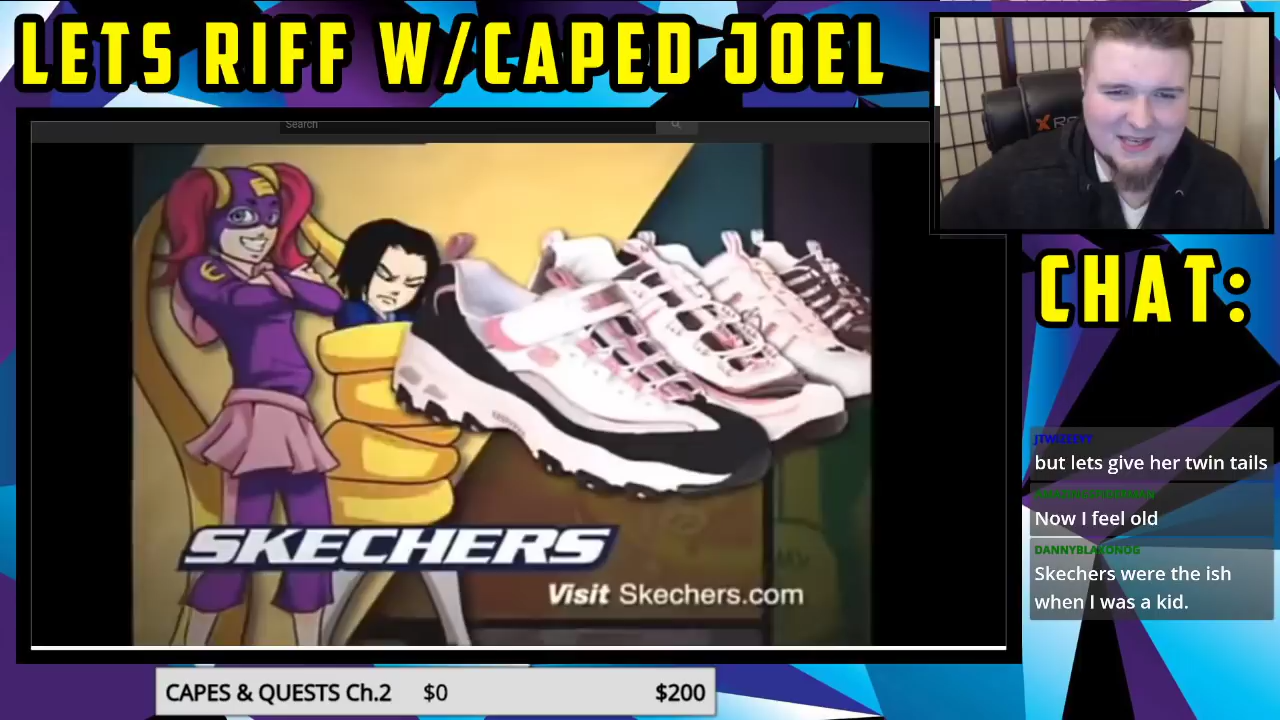 LETS RIFF W/CAPED JOEL
Search
SKECHERS
Visit Skechers.com
CHAT:
but lets give her twin tails
Now I feel old
DANNYBLAKONOG
Skechers were the ish
when I was a kid.
CAPES & QUESTS Ch.2 $0 $200